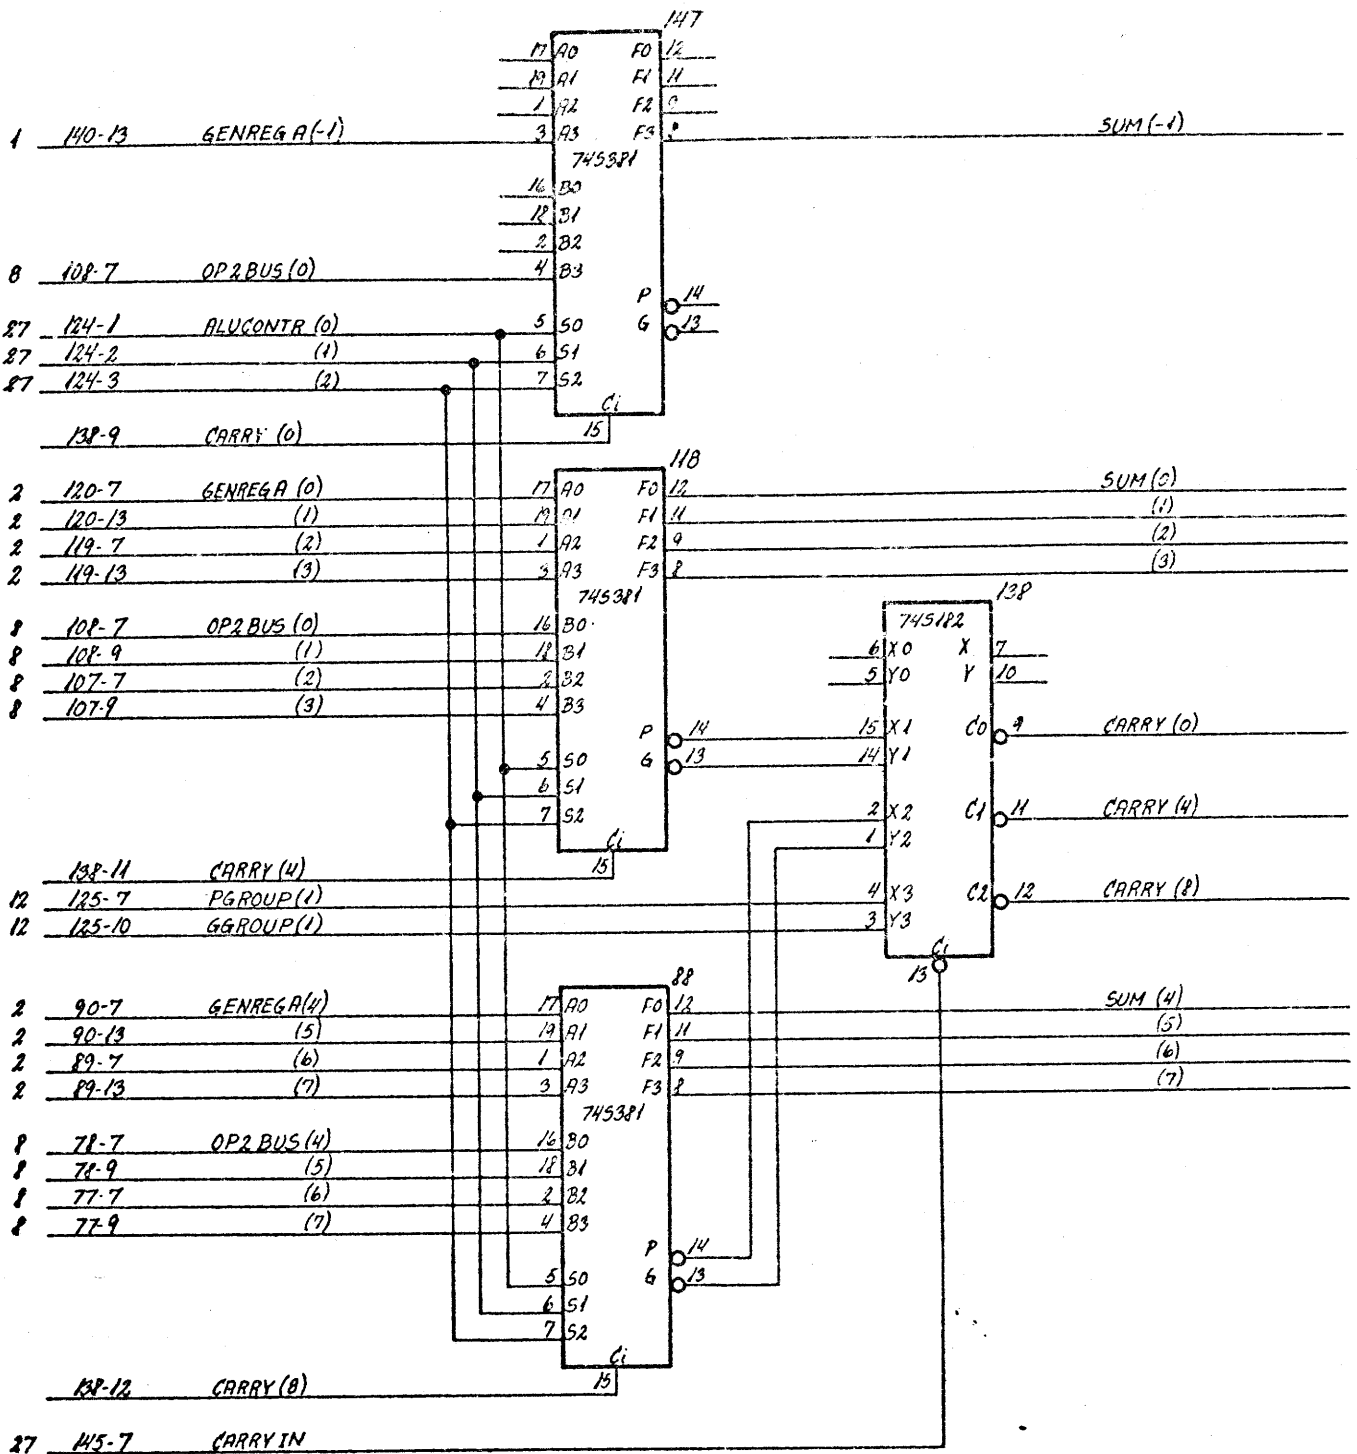 147
17 A0 F0 12
19 A1 F1 11
1 A2 F2 9
1 140-13 GENREGA(-1) 3 A3 F3 SUM(-1)
74S381
16 B0
18 B1
2 B2
8 108-7 OP2BUS(0) 4 B3
P 14
27 124-1 ALUCONTR (0) 5 S0 G 13
27 124-2 (1) 6 S1
27 124-3 (2) 7 S2
Ci
138-9 CARRY (0) 15
118
2 120-7 GENREGA (0) 17 A0 F0 12 SUM(0)
2 120-13 (1) 19 A1 F1 11 (1)
2 119-7 (2) 1 A2 F2 9 (2)
2 119-13 (3) 3 A3 F3 8 (3)
74S381
138
74S182
8 108-7 OP2BUS(0) 16 B0
8 108-9 (1) 18 B1 6 X0 X 7
8 107-7 (2) 2 B2 5 Y0 Y 10
8 107-9 (3) 4 B3
P 14 15 X1 C0 9 CARRY(0)
5 S0 G 13 14 Y1
6 S1
7 S2 2 X2 C1 11 CARRY(4)
1 Y2
Ci
138-11 CARRY(4) 15
12 125-7 PGROUP(1) 4 X3 C2 12 CARRY(8)
12 125-10 GGROUP(1) 3 Y3
Ci
13
88
2 90-7 GENREGA(4) 17 A0 F0 12 SUM (4)
2 90-13 (5) 19 A1 F1 11 (5)
2 89-7 (6) 1 A2 F2 9 (6)
2 89-13 (7) 3 A3 F3 8 (7)
74S381
8 78-7 OP2BUS(4) 16 B0
8 78-9 (5) 18 B1
8 77-7 (6) 2 B2
8 77-9 (7) 4 B3
P 14
5 S0 G 13
6 S1
7 S2
Ci
138-12 CARRY(8) 15
27 145-7 CARRY IN